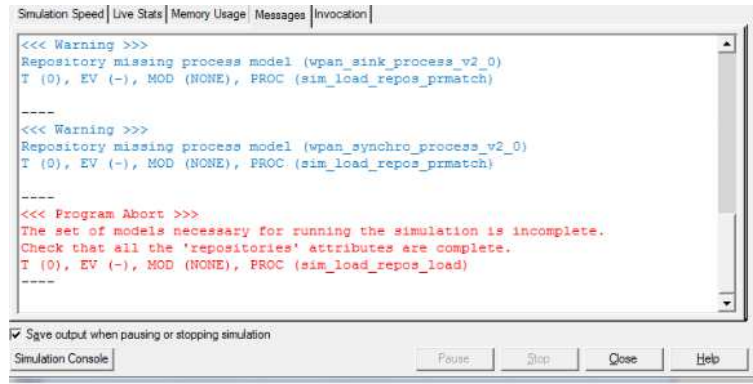 Simulation Speed Live Stats Memory Usage Messages Invocation
<<< Warning >>>
Repository missing process model (wpan_sink_process_v2_0)
T (0), EV (-), MOD (NONE), PROC (sim_load_repos_prmatch)
----
<<< Warning >>>
Repository missing process model (wpan_synchro_process_v2_0)
T (0), EV (-), MOD (NONE), PROC (sim_load_repos_prmatch)
----
<<< Program Abort >>>
The set of models necessary for running the simulation is incomplete.
Check that all the 'repositories' attributes are complete.
T (0), EV (-), MOD (NONE), PROC (sim_load_repos_load)
----
Save output when pausing or stopping simulation
Simulation Console Pause Stop Close Help